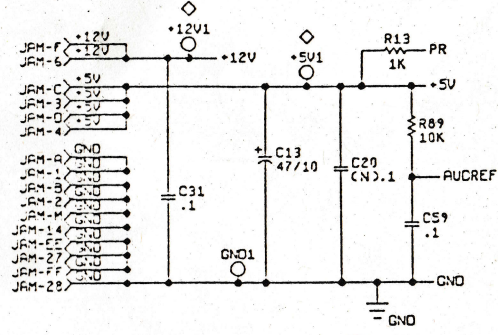 +12V1
R13
PR
1K
JAM-F +12V
JAM-6 +12V
+12V
+5V1
JAM-C +5V
JAM-3 +5V
JAM-D +5V
JAM-4 +5V
+5V
R89
10K
C13
47/10
C20
(N).1
AUDREF
JAM-A GND
JAM-1 GND
JAM-B GND
JAM-2 GND
JAM-M GND
JAM-14 GND
JAM-EE GND
JAM-27 GND
JAM-FF GND
JAM-28 GND
C31
.1
C59
.1
GND1
GND
GND